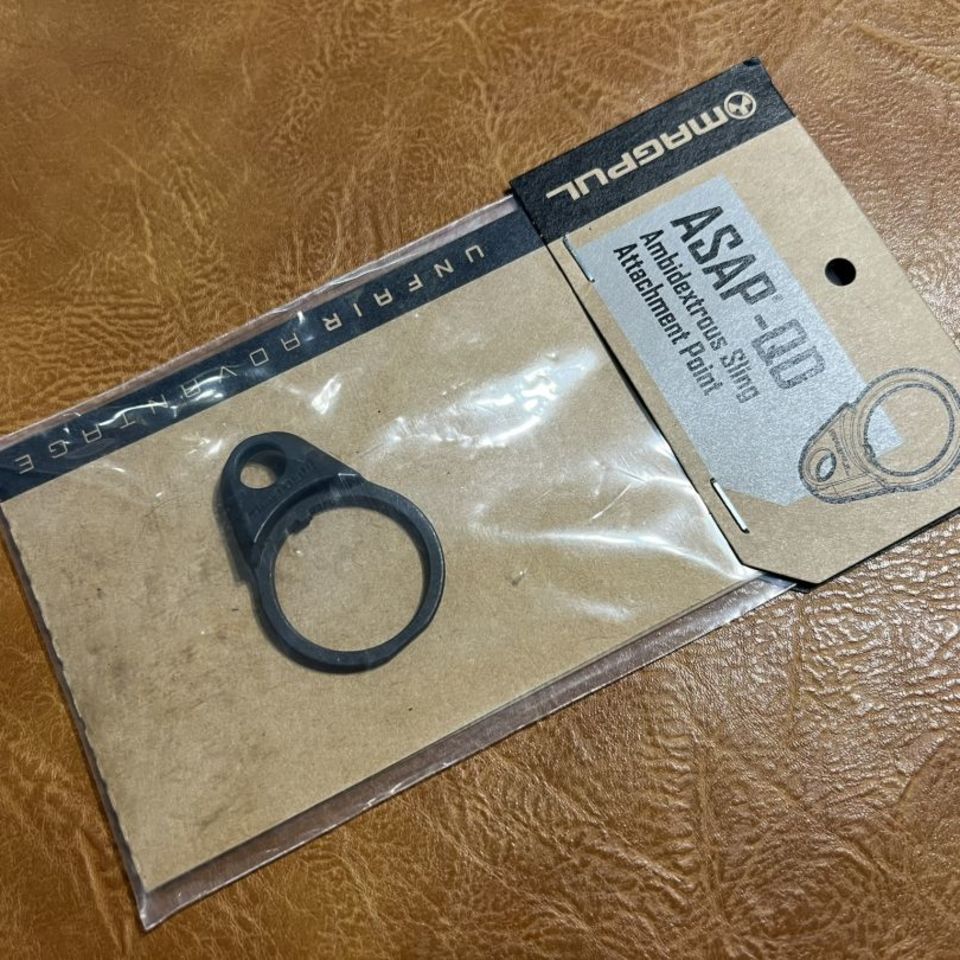 MAGPUL
ASAP®-QD
Ambidextrous Sling
Attachment Point
UNFAIR ADVANTAGE